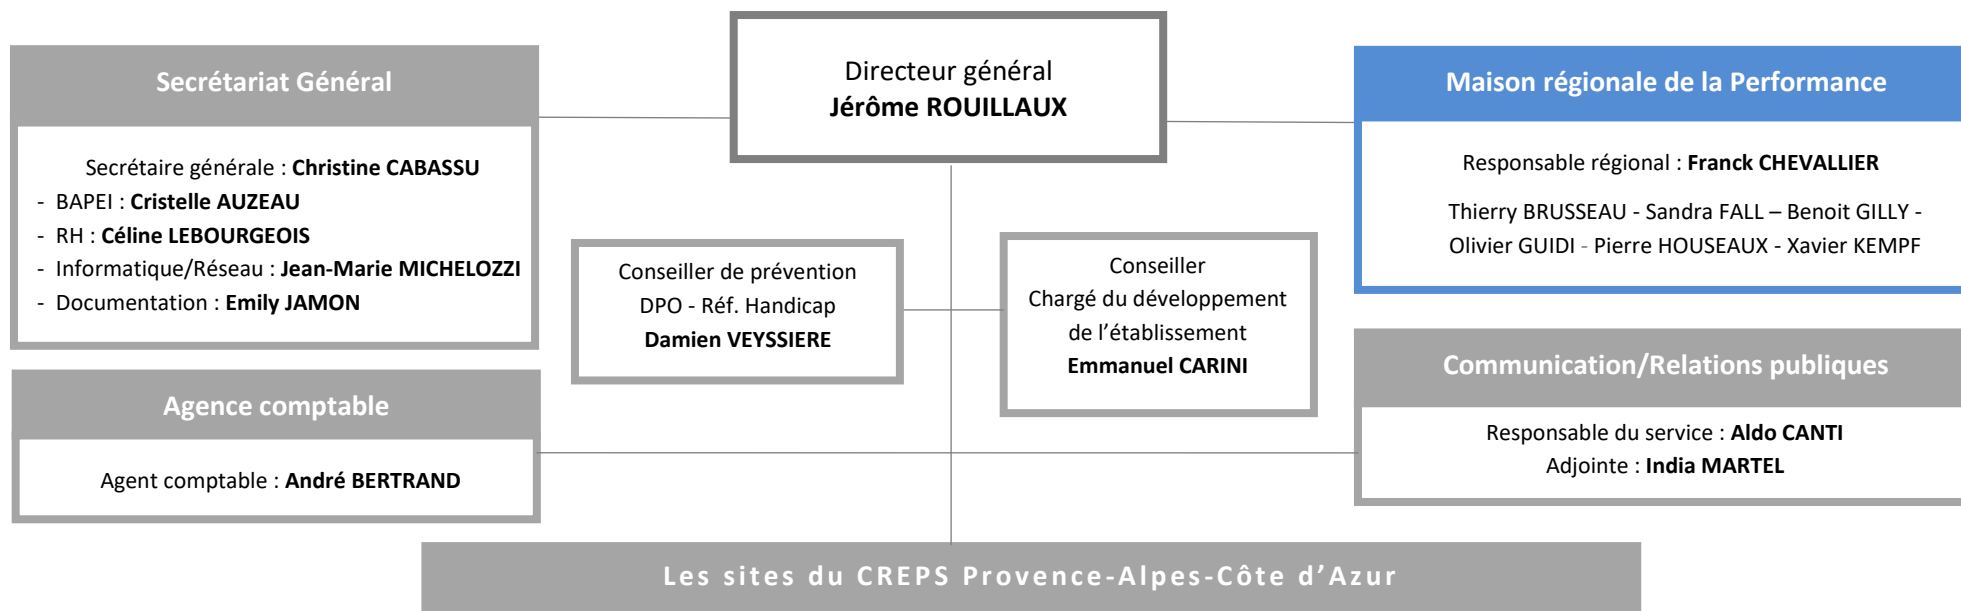 Directeur général
Jérôme ROUILLAUX
Secrétariat Général
Secrétaire générale : Christine CABASSU
- BAPEI : Cristelle AUZEAU
- RH : Céline LEBOURGEOIS
- Informatique/Réseau : Jean-Marie MICHELOZZI
- Documentation : Emily JAMON
Maison régionale de la Performance
Responsable régional : Franck CHEVALLIER
Thierry BRUSSEAU - Sandra FALL – Benoit GILLY -
Olivier GUIDI - Pierre HOUSEAUX - Xavier KEMPF
Conseiller de prévention
DPO - Réf. Handicap
Damien VEYSSIERE
Conseiller
Chargé du développement
de l’établissement
Emmanuel CARINI
Agence comptable
Agent comptable : André BERTRAND
Communication/Relations publiques
Responsable du service : Aldo CANTI
Adjointe : India MARTEL
Les sites du CREPS Provence-Alpes-Côte d’Azur